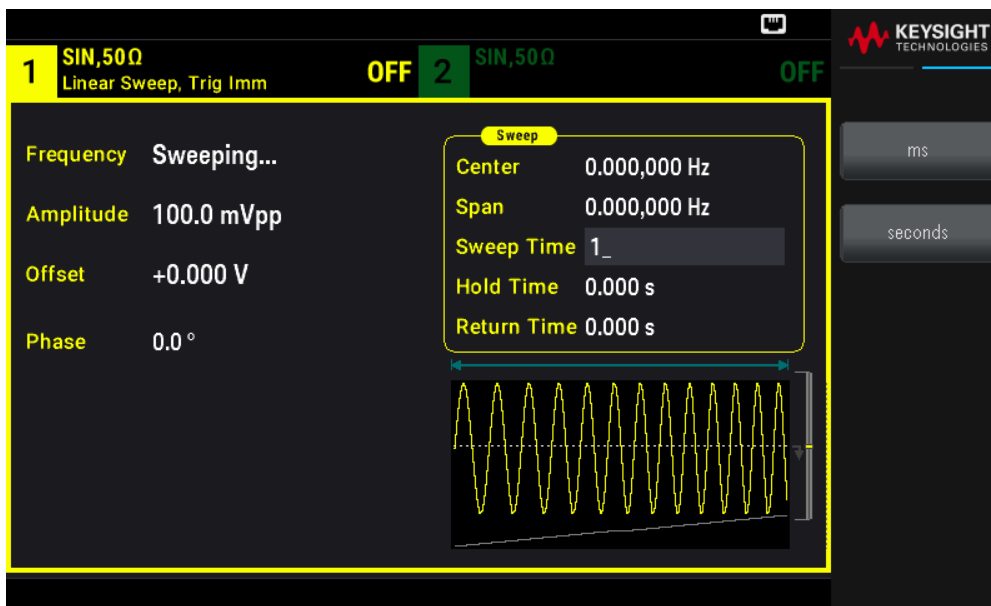 KEYSIGHT
TECHNOLOGIES
1 SIN,50Ω OFF
Linear Sweep, Trig Imm
2 SIN,50Ω OFF
Frequency Sweeping...
Amplitude 100.0 mVpp
Offset +0.000 V
Phase 0.0 °
Sweep
Center 0.000,000 Hz
Span 0.000,000 Hz
Sweep Time 1_
Hold Time 0.000 s
Return Time 0.000 s
ms
seconds